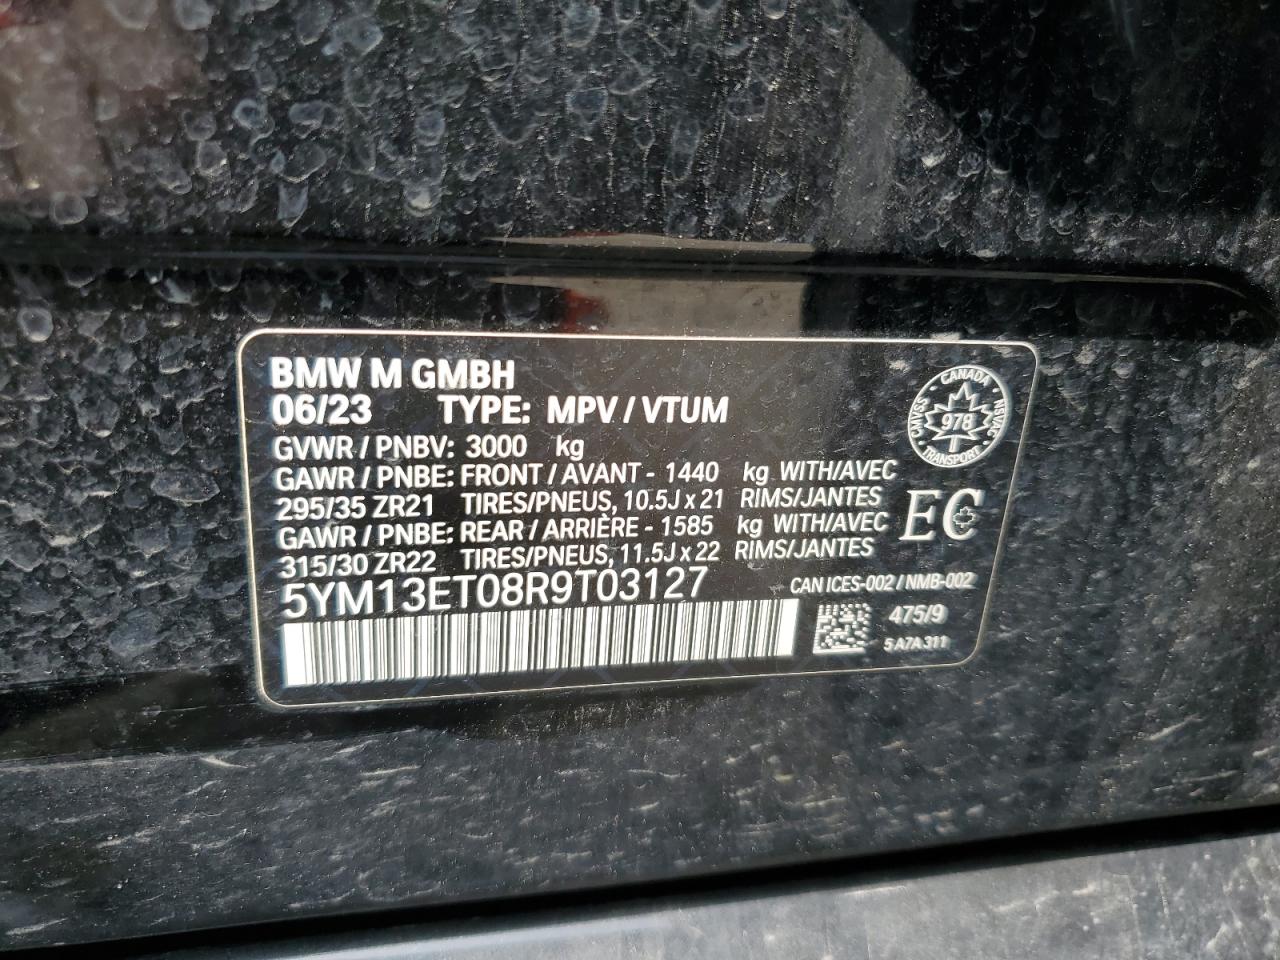 BMW M GMBH
06/23 TYPE: MPV / VTUM
GVWR / PNBV: 3000 kg
GAWR / PNBE: FRONT / AVANT - 1440 kg WITH/AVEC
295/35 ZR21 TIRES/PNEUS, 10.5J x 21 RIMS/JANTES
GAWR / PNBE: REAR / ARRIÈRE - 1585 kg WITH/AVEC
315/30 ZR22 TIRES/PNEUS, 11.5J x 22 RIMS/JANTES
5YM13ET08R9T03127
CANADA
CMVSS - NSVAC
978
TRANSPORT
EC
CAN ICES-002 / NMB-002
475/9
5A7A311